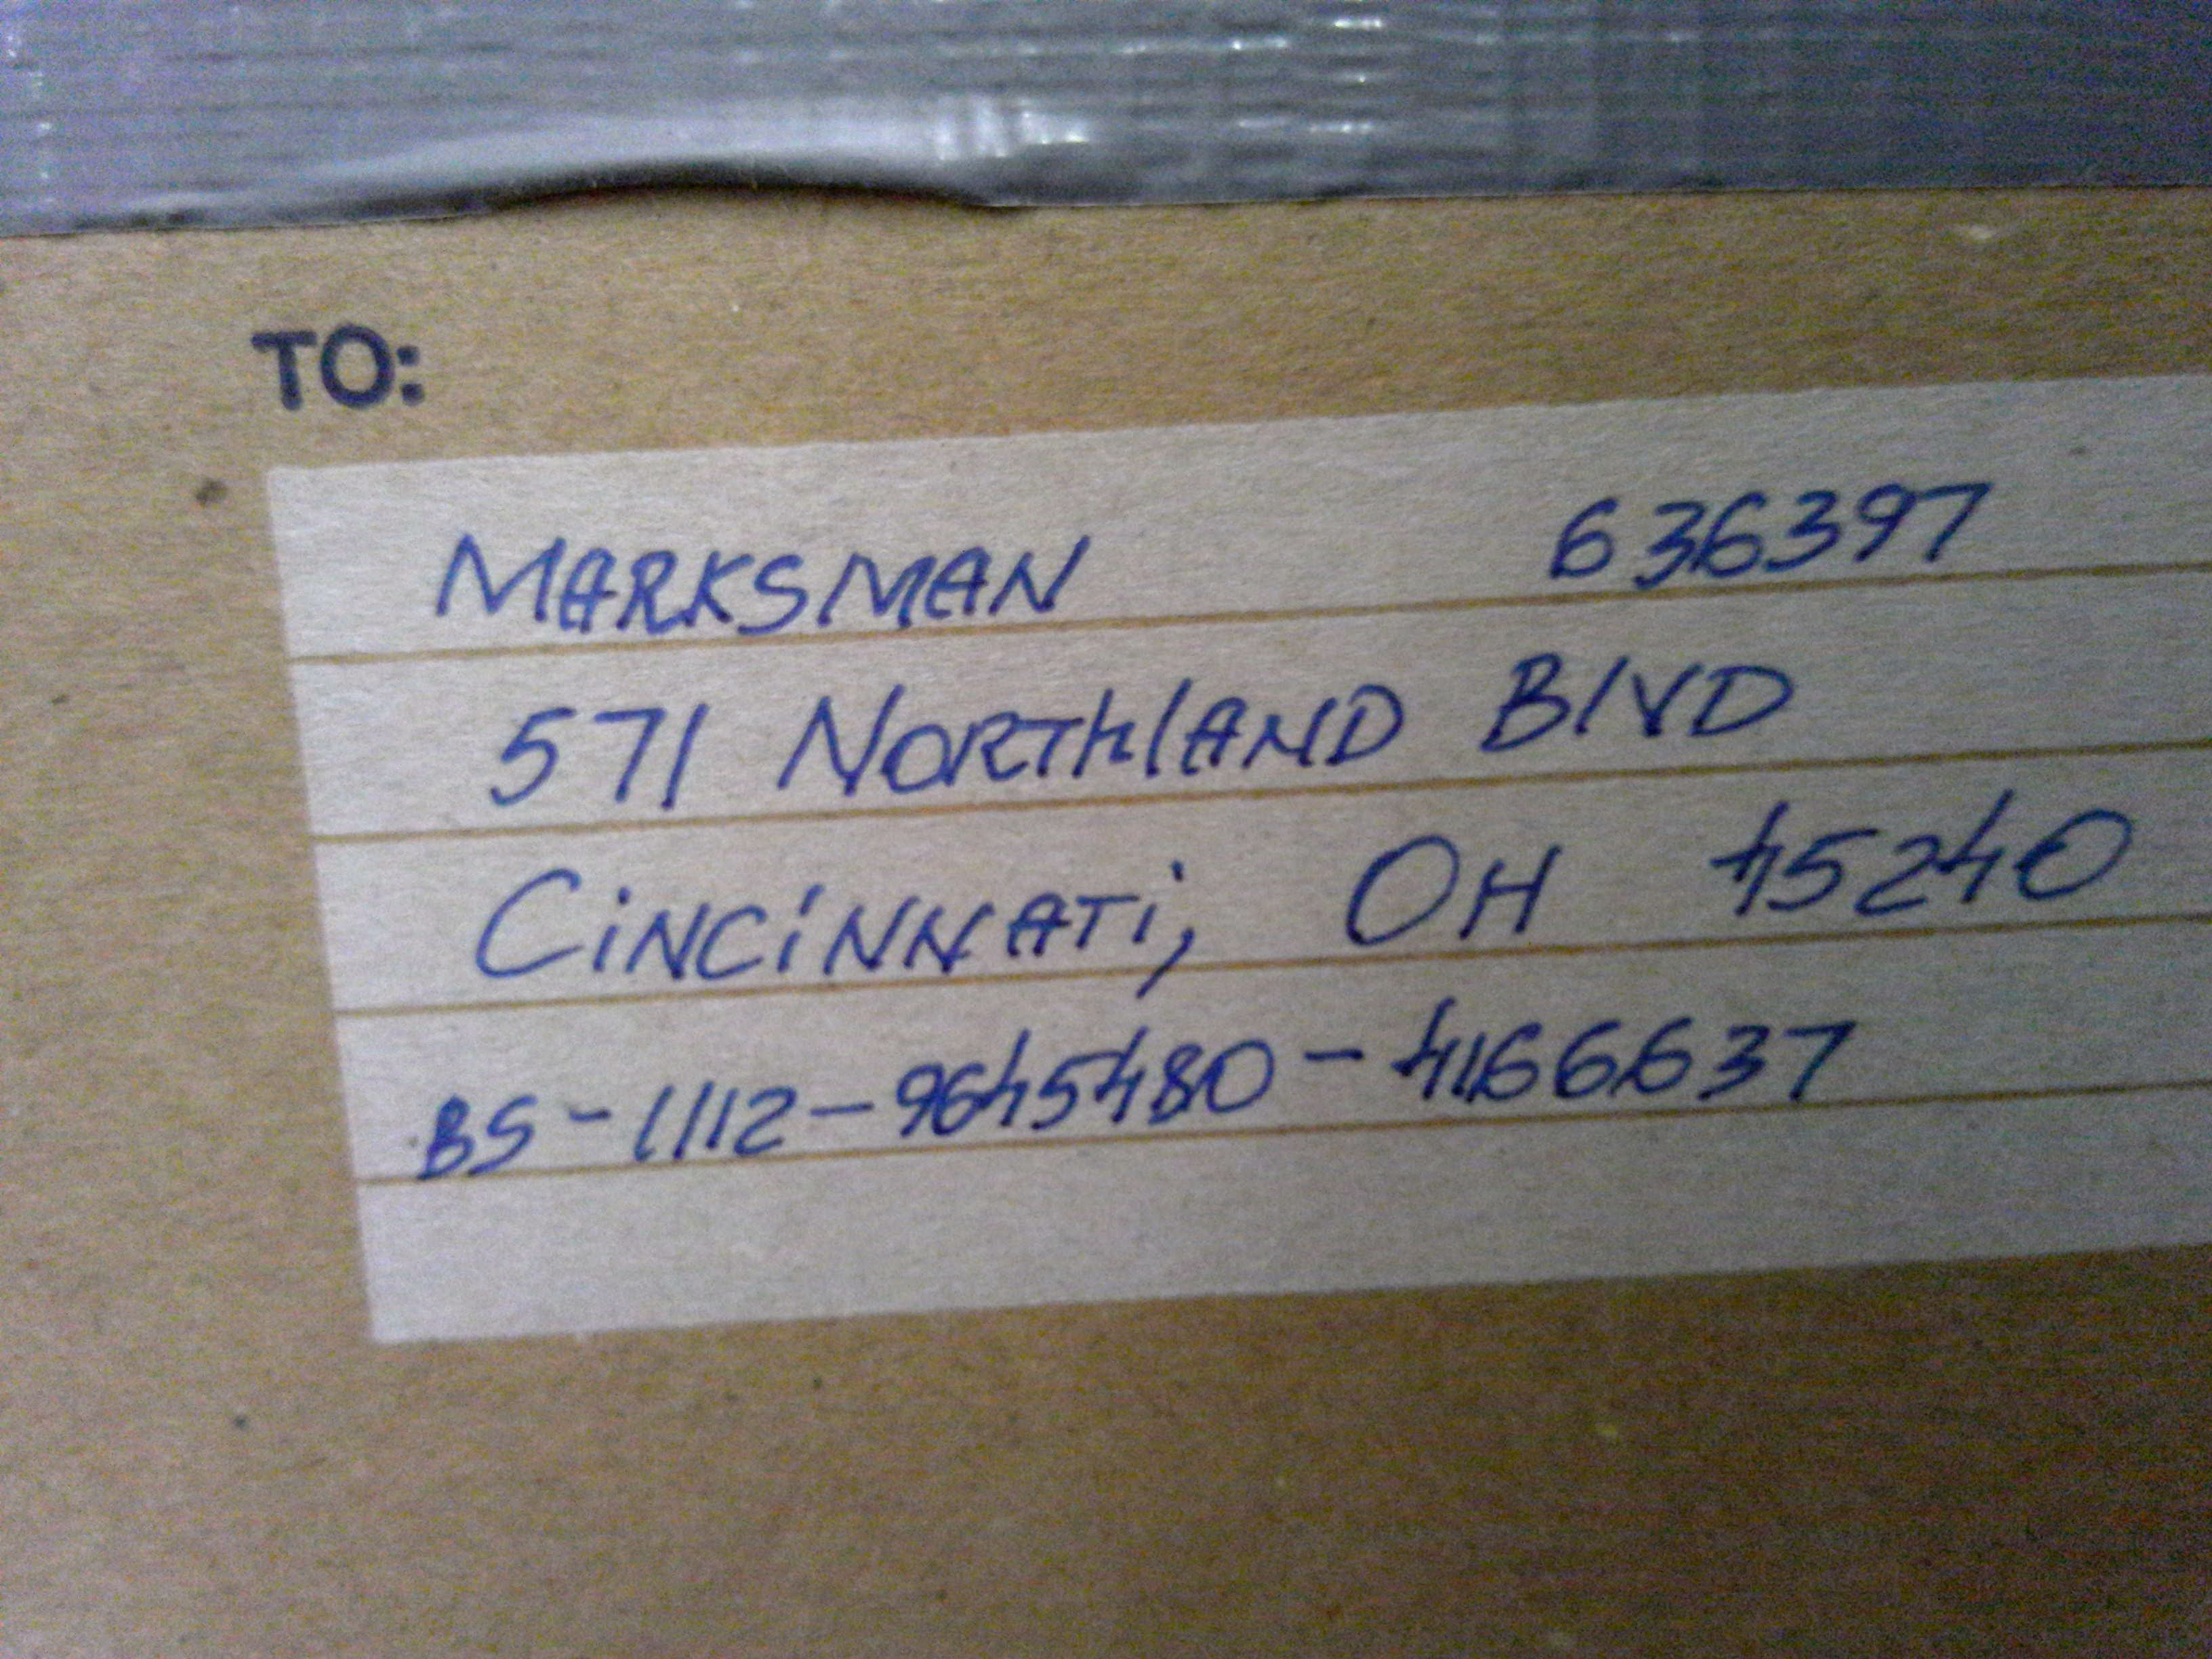 TO:
MARKSMAN 636397
571 NORTHlAND BlVD
CiNCiNNATi, OH 45240
BS-1112-9645480-4166637